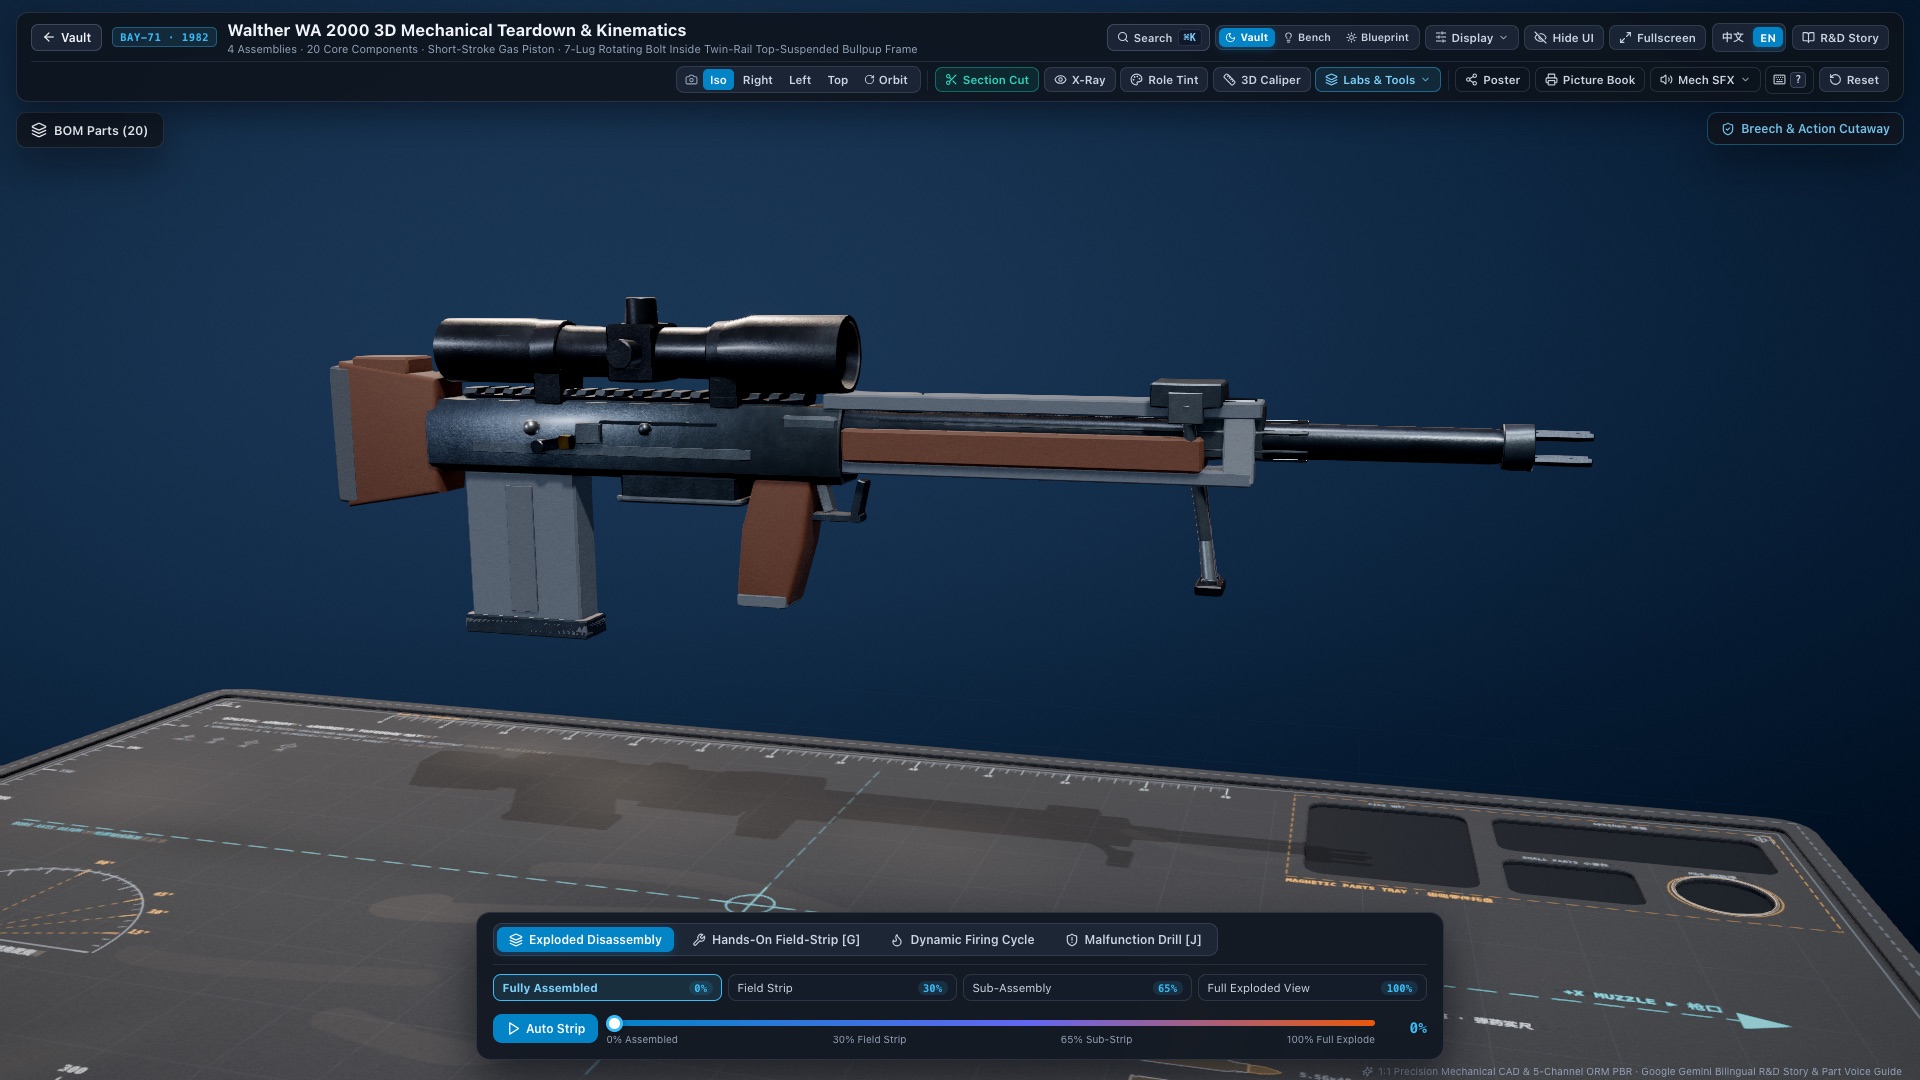 Vault
BAY-71 · 1982
Walther WA 2000 3D Mechanical Teardown & Kinematics
4 Assemblies · 20 Core Components · Short-Stroke Gas Piston · 7-Lug Rotating Bolt Inside Twin-Rail Top-Suspended Bullpup Frame
Search ⌘K
Vault
Bench
Blueprint
Display
Hide UI
Fullscreen
中文
EN
R&D Story
Iso
Right
Left
Top
Orbit
Section Cut
X-Ray
Role Tint
3D Caliper
Labs & Tools
Poster
Picture Book
Mech SFX
?
Reset
BOM Parts (20)
Breech & Action Cutaway
MAGNETIC PARTS TRAY
+X MUZZLE ▶ 枪口
300
Exploded Disassembly
Hands-On Field-Strip [G]
Dynamic Firing Cycle
Malfunction Drill [J]
Fully Assembled 0%
Field Strip 30%
Sub-Assembly 65%
Full Exploded View 100%
Auto Strip
0% Assembled
30% Field Strip
65% Sub-Strip
100% Full Explode
0%
1:1 Precision Mechanical CAD & 5-Channel ORM PBR · Google Gemini Bilingual R&D Story & Part Voice Guide